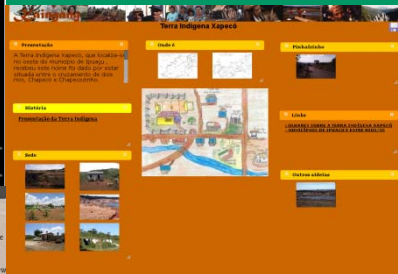 Terra Indígena Xapecó
Apresentação
A Terra Indígena Xapecó, que localiza-se
no oeste do município de Ipuaçu,
recebeu este nome foi dado por estar
situada entre o cruzamento de dois
rios, Chapecó e Chapecozinho.
História
Presentação da Terra Indígena
Sede
Onde é
Pinhalzinho
Links
Outras aldeias